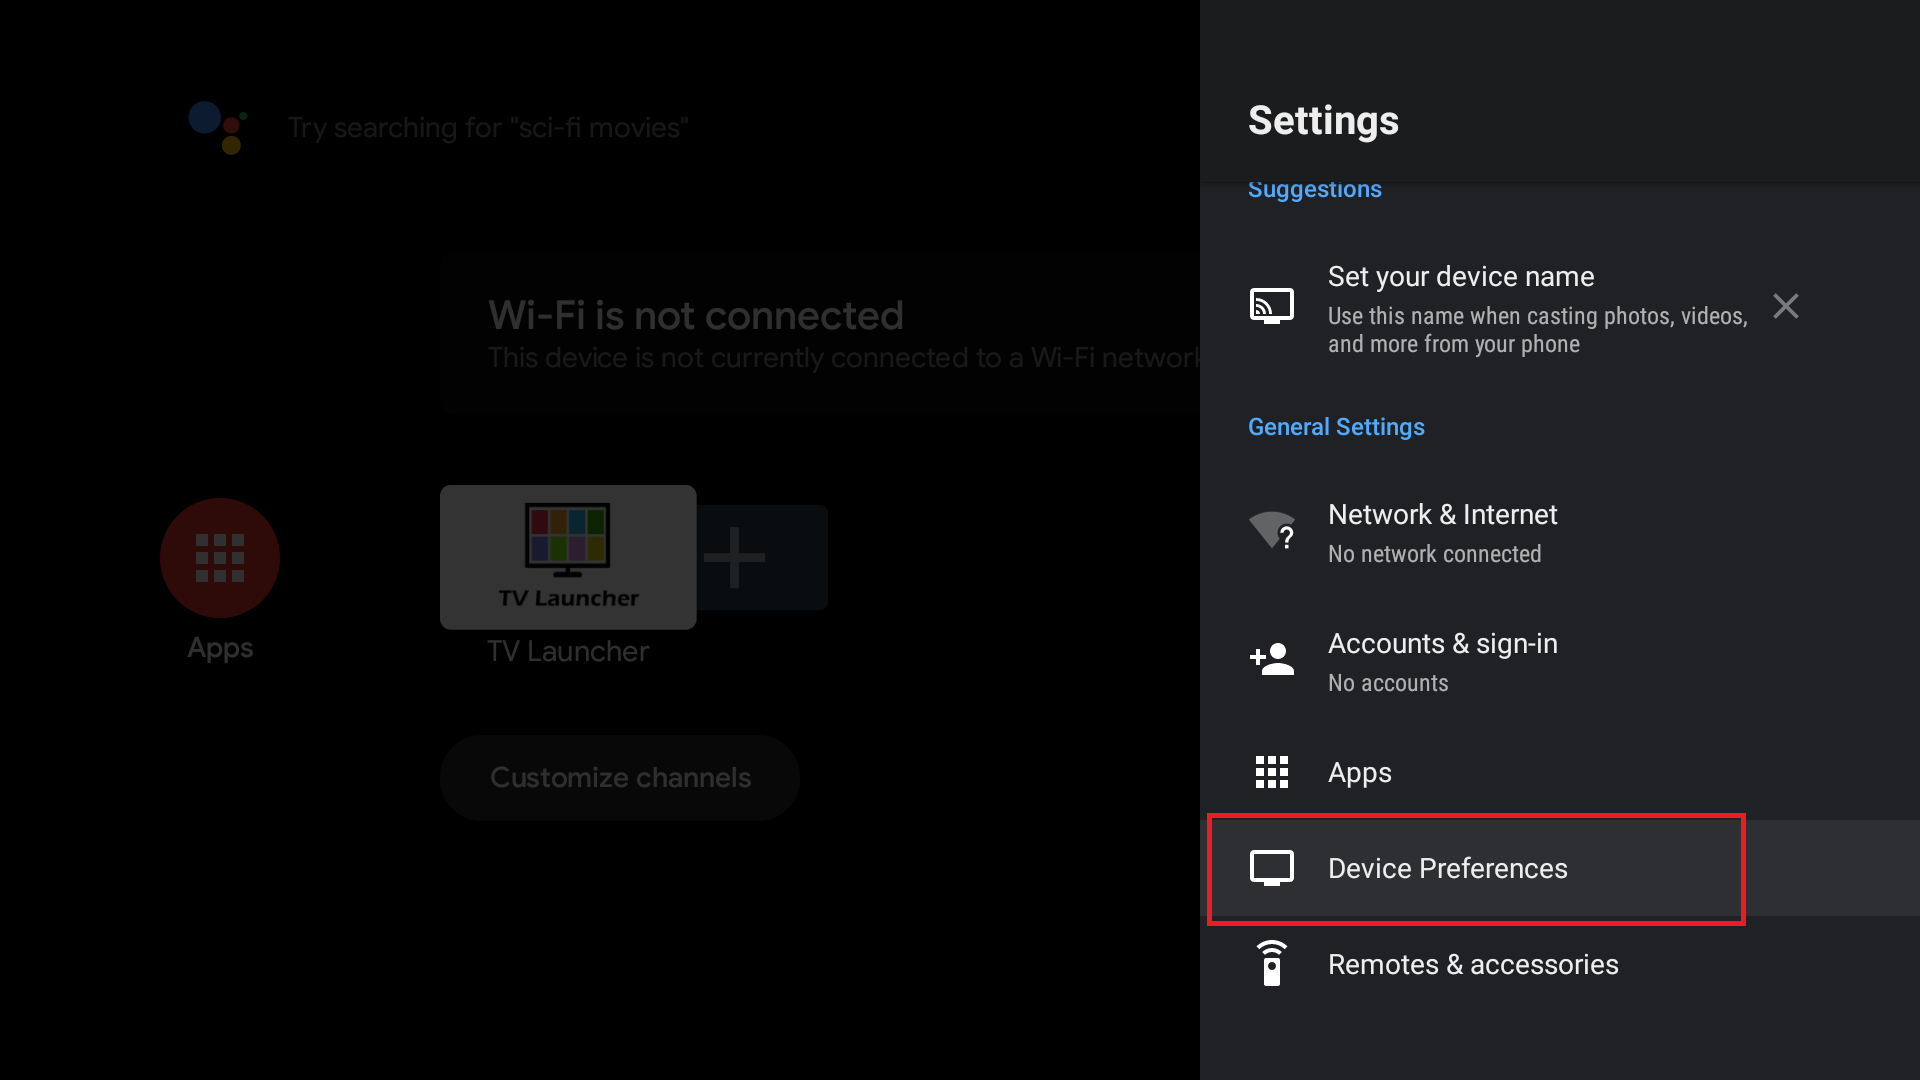 Try searching for "sci-fi movies"
Wi-Fi is not connected
This device is not currently connected to a Wi-Fi network
Apps
TV Launcher
TV Launcher
Customize channels
Settings
Suggestions
Set your device name
Use this name when casting photos, videos,
and more from your phone
General Settings
Network & Internet
No network connected
Accounts & sign-in
No accounts
Apps
Device Preferences
Remotes & accessories